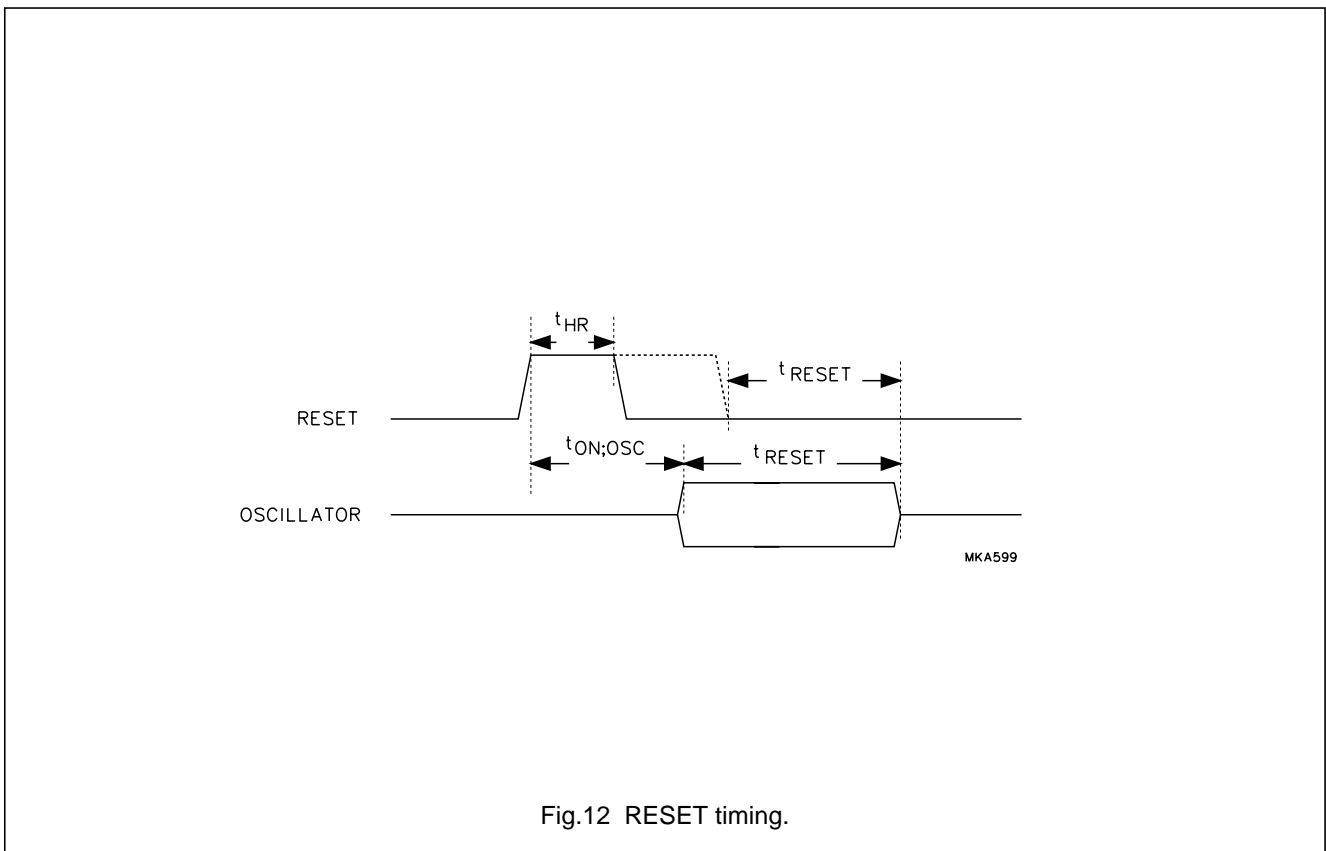 tHR
tRESET
RESET
tON;OSC
tRESET
OSCILLATOR
MKA599
Fig.12 RESET timing.